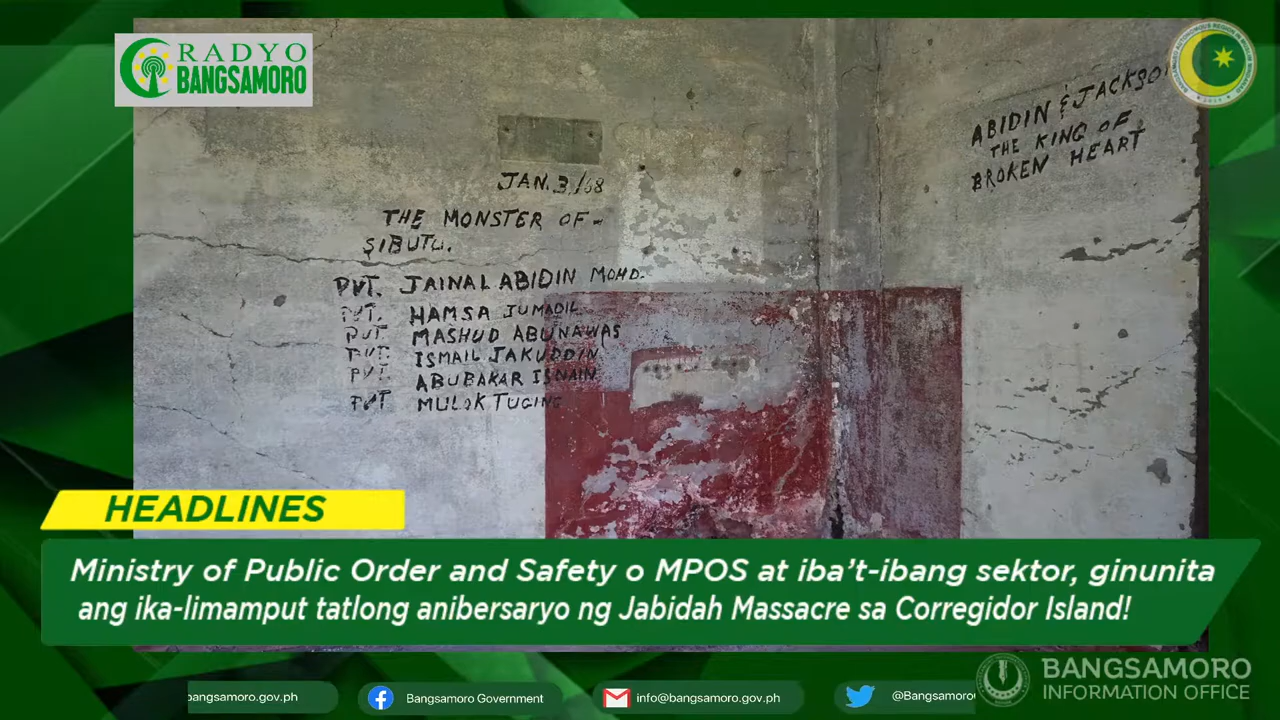 RADYO
BANGSAMORO
JAN. 3/68
THE MONSTER OF-
SIBUTU.
PVT. JAINAL ABIDIN MOHD.
PVT. HAMSA JUMADIL
PVT MASHUD ABUNAWAS
PVT. ISMAIL JAKUDDIN
PVT ABUBAKAR ISNAIN
PVT MULOK TUGING
ABIDIN & JACKSON
THE KING OF
BROKEN HEART
HEADLINES
Ministry of Public Order and Safety o MPOS at iba't-ibang sektor, ginunita
ang ika-limamput tatlong anibersaryo ng Jabidah Massacre sa Corregidor Island!
bangsamoro.gov.ph
Bangsamoro Government
info@bangsamoro.gov.ph
@Bangsamoro
BANGSAMORO
INFORMATION OFFICE